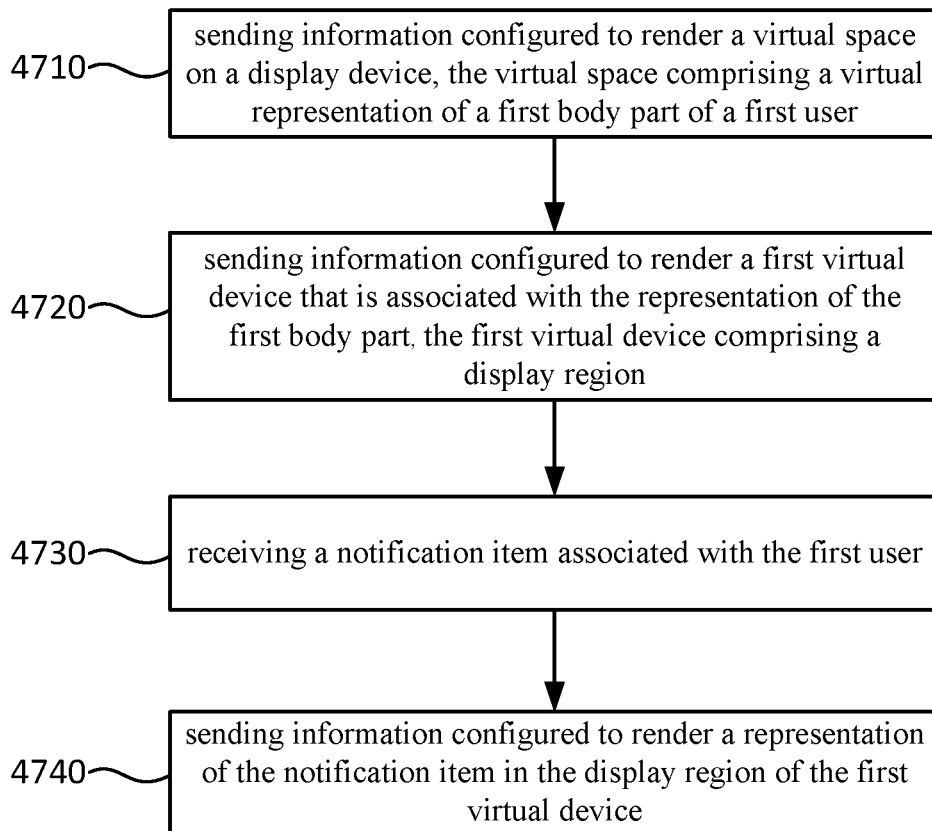 sending information configured to render a virtual space
4710
on a display device, the virtual space comprising a virtual
representation of a first body part of a first user
sending information configured to render a first virtual
device that is associated with the representation of the
4720
first body part, the first virtual device comprising a
display region
4730
receiving a notification item associated with the first user
sending information configured to render a representation
4740
of the notification item in the display region of the first
virtual device